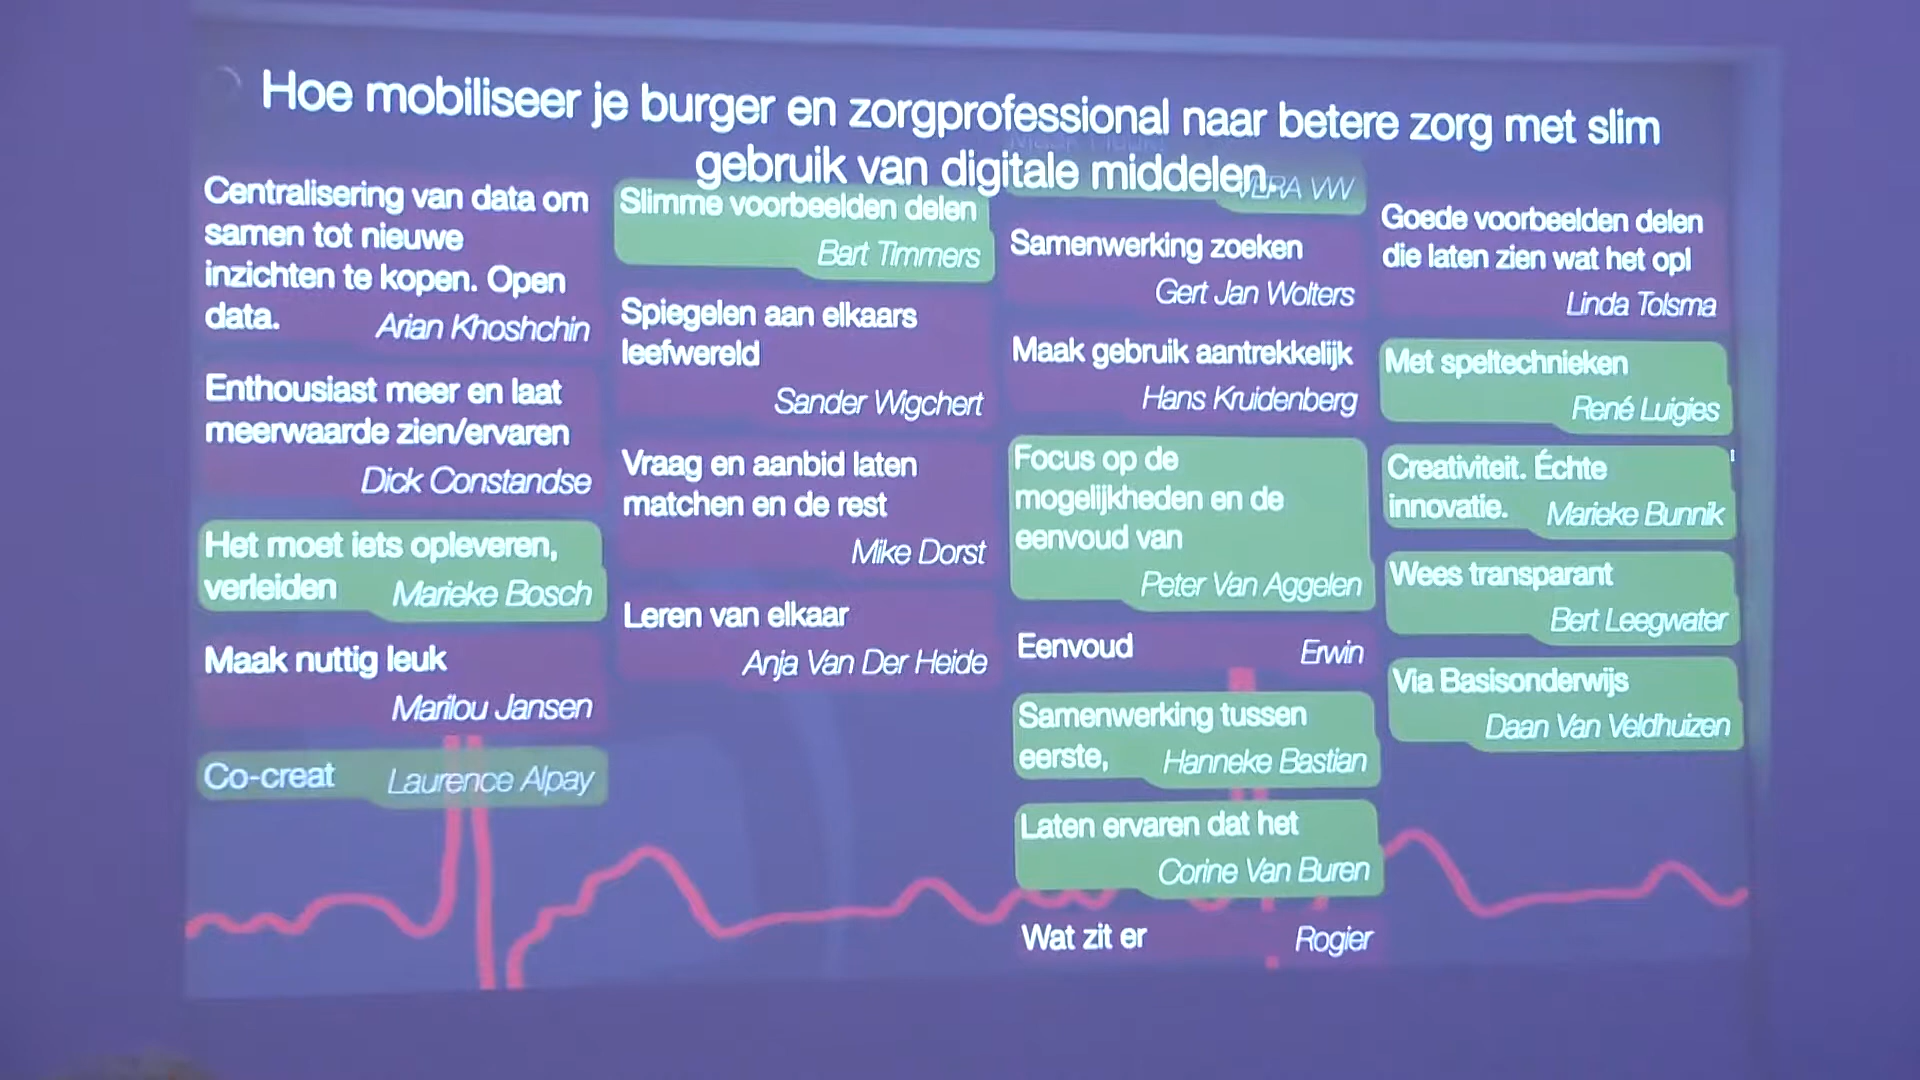 Hoe mobiliseer je burger en zorgprofessional naar betere zorg met slim
gebruik van digitale middelen.
Centralisering van data om
samen tot nieuwe
inzichten te kopen. Open
data.
Arian Khoshchin
Enthousiast meer en laat
meerwaarde zien/ervaren
Dick Constandse
Het moet iets opleveren,
verleiden
Marieke Bosch
Maak nuttig leuk
Marilou Jansen
Co-creat
Laurence Alpay
Slimme voorbeelden delen
Bart Timmers
Spiegelen aan elkaars
leefwereld
Sander Wigchert
Vraag en aanbid laten
matchen en de rest
Mike Dorst
Leren van elkaar
Anja Van Der Heide
VERA VW
Samenwerking zoeken
Gert Jan Wolters
Maak gebruik aantrekkelijk
Hans Kruidenberg
Focus op de
mogelijkheden en de
eenvoud van
Peter Van Aggelen
Eenvoud
Erwin
Samenwerking tussen
eerste,
Hanneke Bastian
Laten ervaren dat het
Corine Van Buren
Wat zit er
Rogier
Goede voorbeelden delen
die laten zien wat het opl
Linda Tolsma
Met speltechnieken
René Luigies
Creativiteit. Échte
innovatie.
Marieke Bunnik
Wees transparant
Bert Leegwater
Via Basisonderwijs
Daan Van Veldhuizen